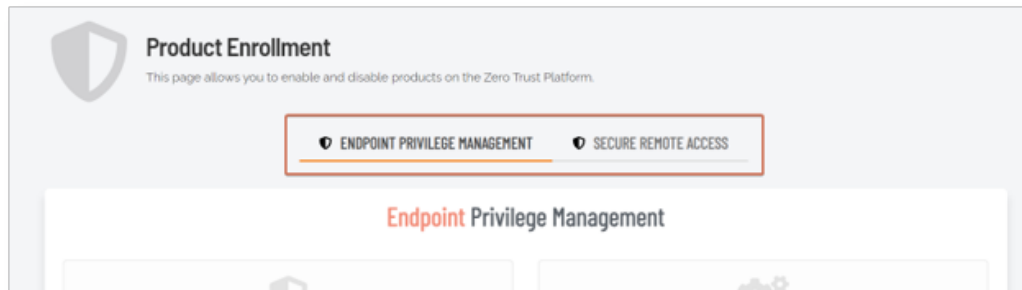 Product Enrollment
This page allows you to enable and disable products on the Zero Trust Platform.
ENDPOINT PRIVILEGE MANAGEMENT SECURE REMOTE ACCESS
Endpoint Privilege Management